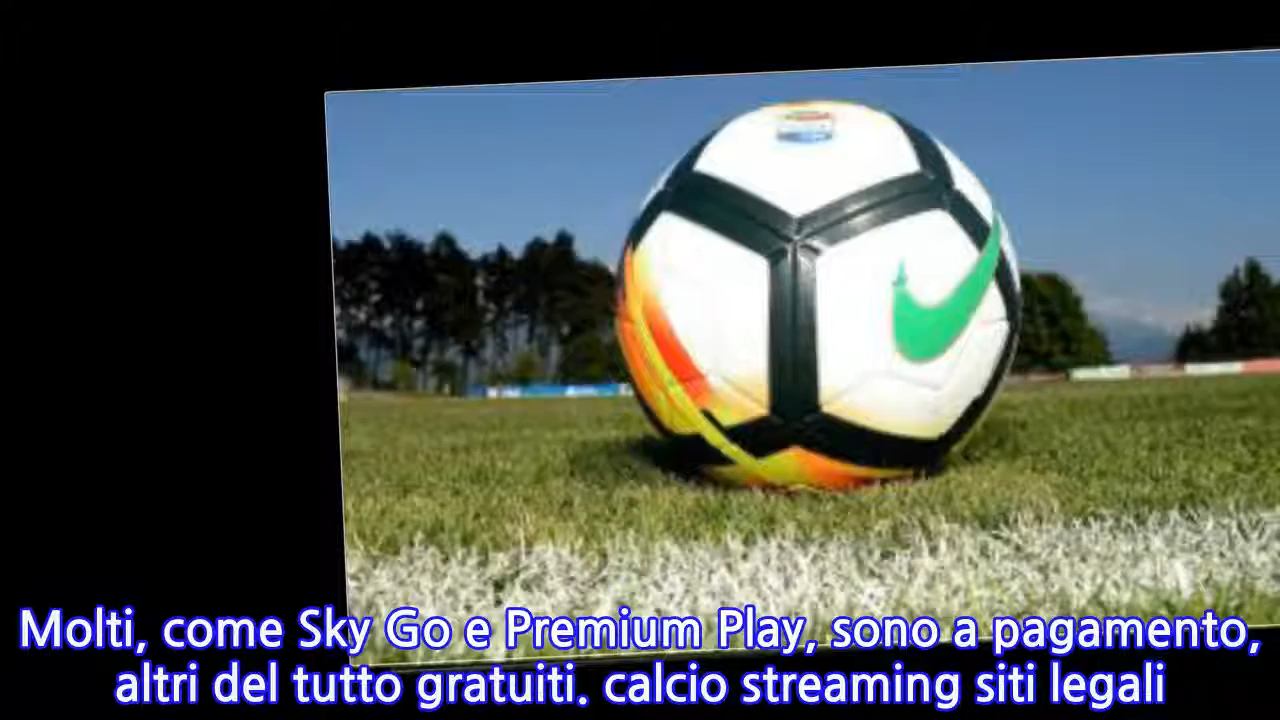 Molti, come Sky Go e Premium Play, sono a pagamento,
altri del tutto gratuiti. calcio streaming siti legali